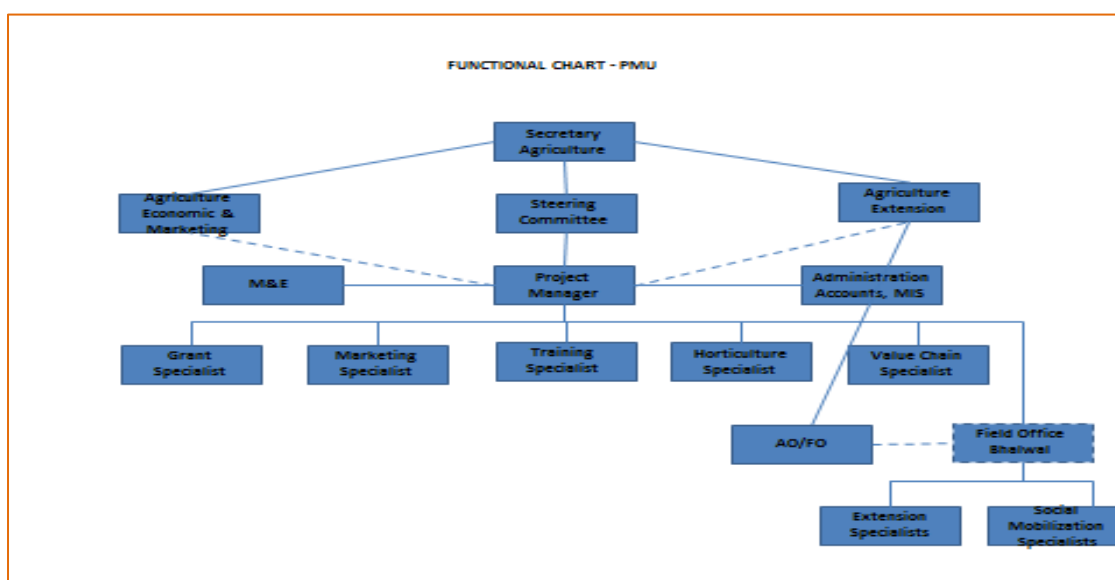 FUNCTIONAL CHART - PMU
Secretary
Agriculture
Agriculture
Economic &
Marketing
Steering
Committee
Agriculture
Extension
M&E
Project
Manager
Administration
Accounts, MIS
Grant
Specialist
Marketing
Specialist
Training
Specialist
Horticulture
Specialist
Value Chain
Specialist
AO/FO
Field Office
Bhalwal
Extension
Specialists
Social
Mobilization
Specialists